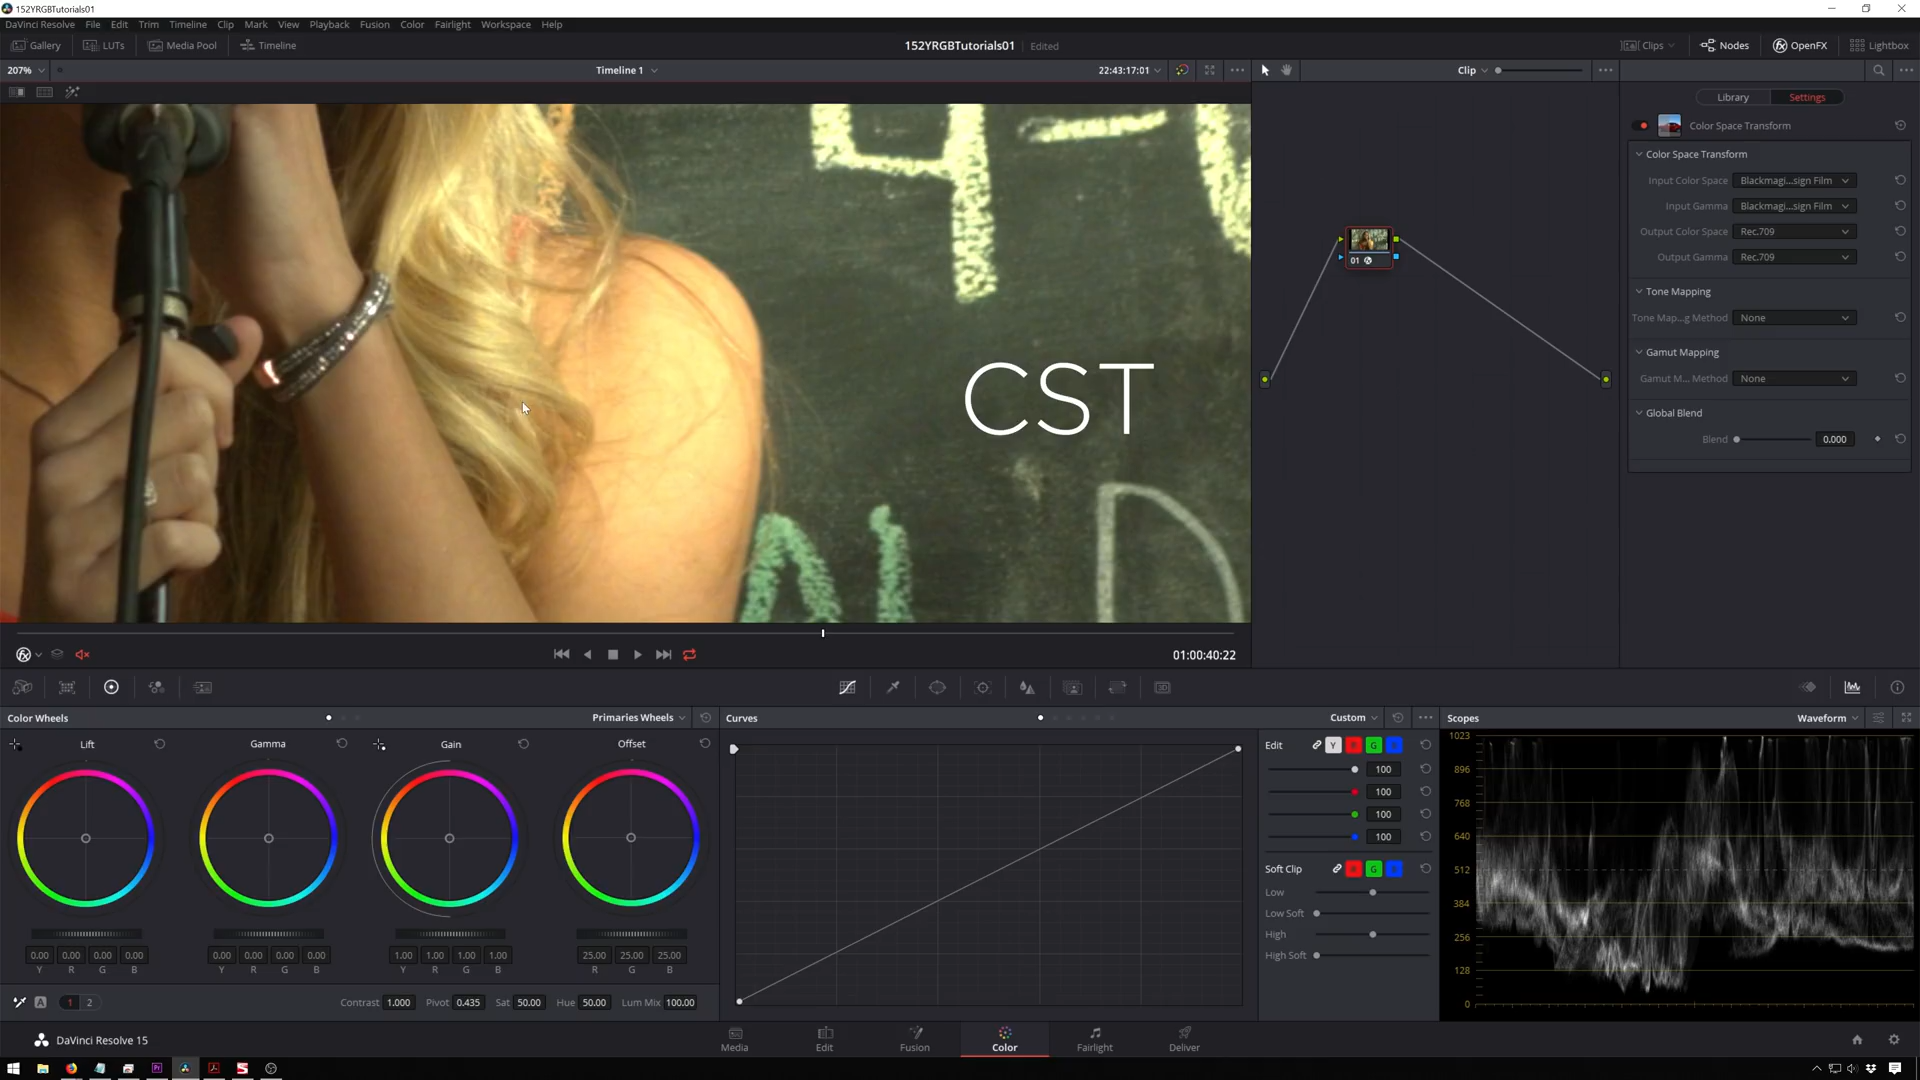 152YRGBTutorials01
DaVinci Resolve File Edit Trim Timeline Clip Mark View Playback Fusion Color Fairlight Workspace Help
Gallery LUTs Media Pool Timeline 152YRGBTutorials01 Edited Clips Nodes OpenFX Lightbox
207% Timeline 1 22:43:17:01 Clip
Library Settings
Color Space Transform
Color Space Transform
Input Color Space Blackmagi...sign Film
Input Gamma Blackmagi...sign Film
Output Color Space Rec.709
Output Gamma Rec.709
Tone Mapping
Tone Map...g Method None
Gamut Mapping
Gamut M... Method None
Global Blend
Blend 0.000
01
CST
01:00:40:22
Color Wheels Primaries Wheels Curves Custom Scopes Waveform
Lift Gamma Gain Offset
Edit Y R G B
100
100
100
100
Soft Clip R G B
Low
Low Soft
High
High Soft
1023
896
768
640
512
384
256
128
0
0.00 0.00 0.00 0.00 0.00 0.00 0.00 0.00 1.00 1.00 1.00 1.00 25.00 25.00 25.00
Y R G B Y R G B Y R G B R G B
A 1 2 Contrast 1.000 Pivot 0.435 Sat 50.00 Hue 50.00 Lum Mix 100.00
DaVinci Resolve 15 Media Edit Fusion Color Fairlight Deliver